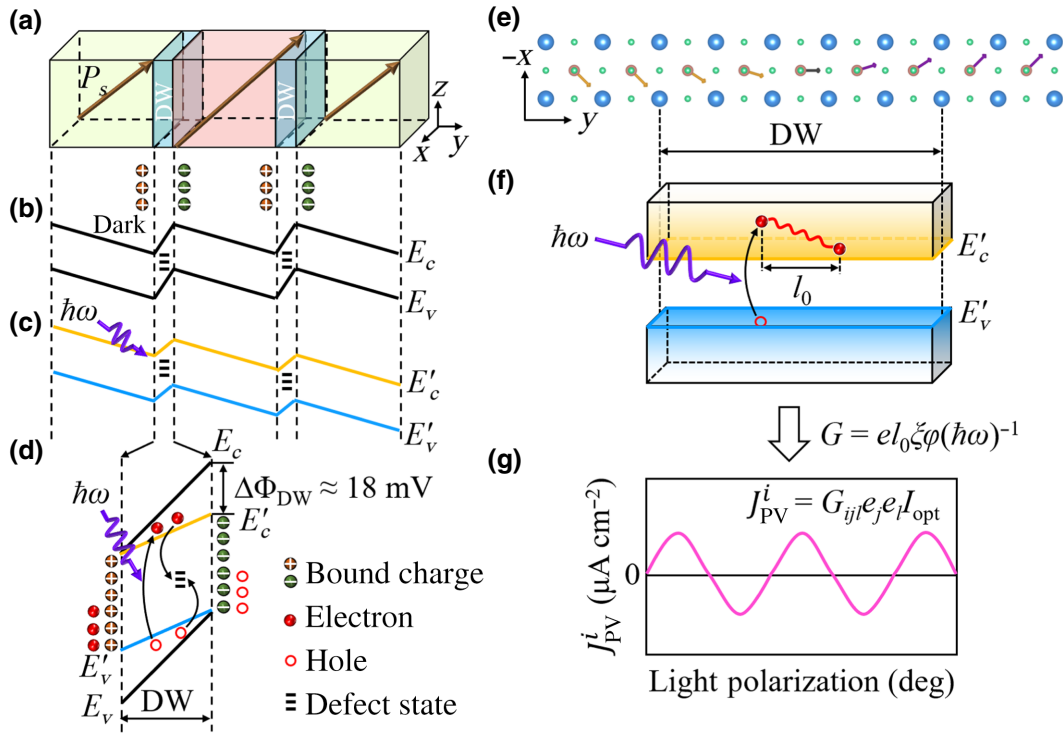 (a)
P_s
DW
DW
z
x
y
(b)
Dark
E_c
E_v
(c)
ħω
E'_c
E'_v
(d)
E_c
ħω
ΔΦ_DW ≈ 18 mV
E'_c
Bound charge
Electron
Hole
Defect state
E'_v
E_v
DW
(e)
−x
y
DW
(f)
ħω
E'_c
l_0
E'_v
G = el_0ξφ(ħω)^−1
(g)
J^i_PV = G_ijl e_j e_l I_opt
0
J^i_PV (μA cm^−2)
Light polarization (deg)